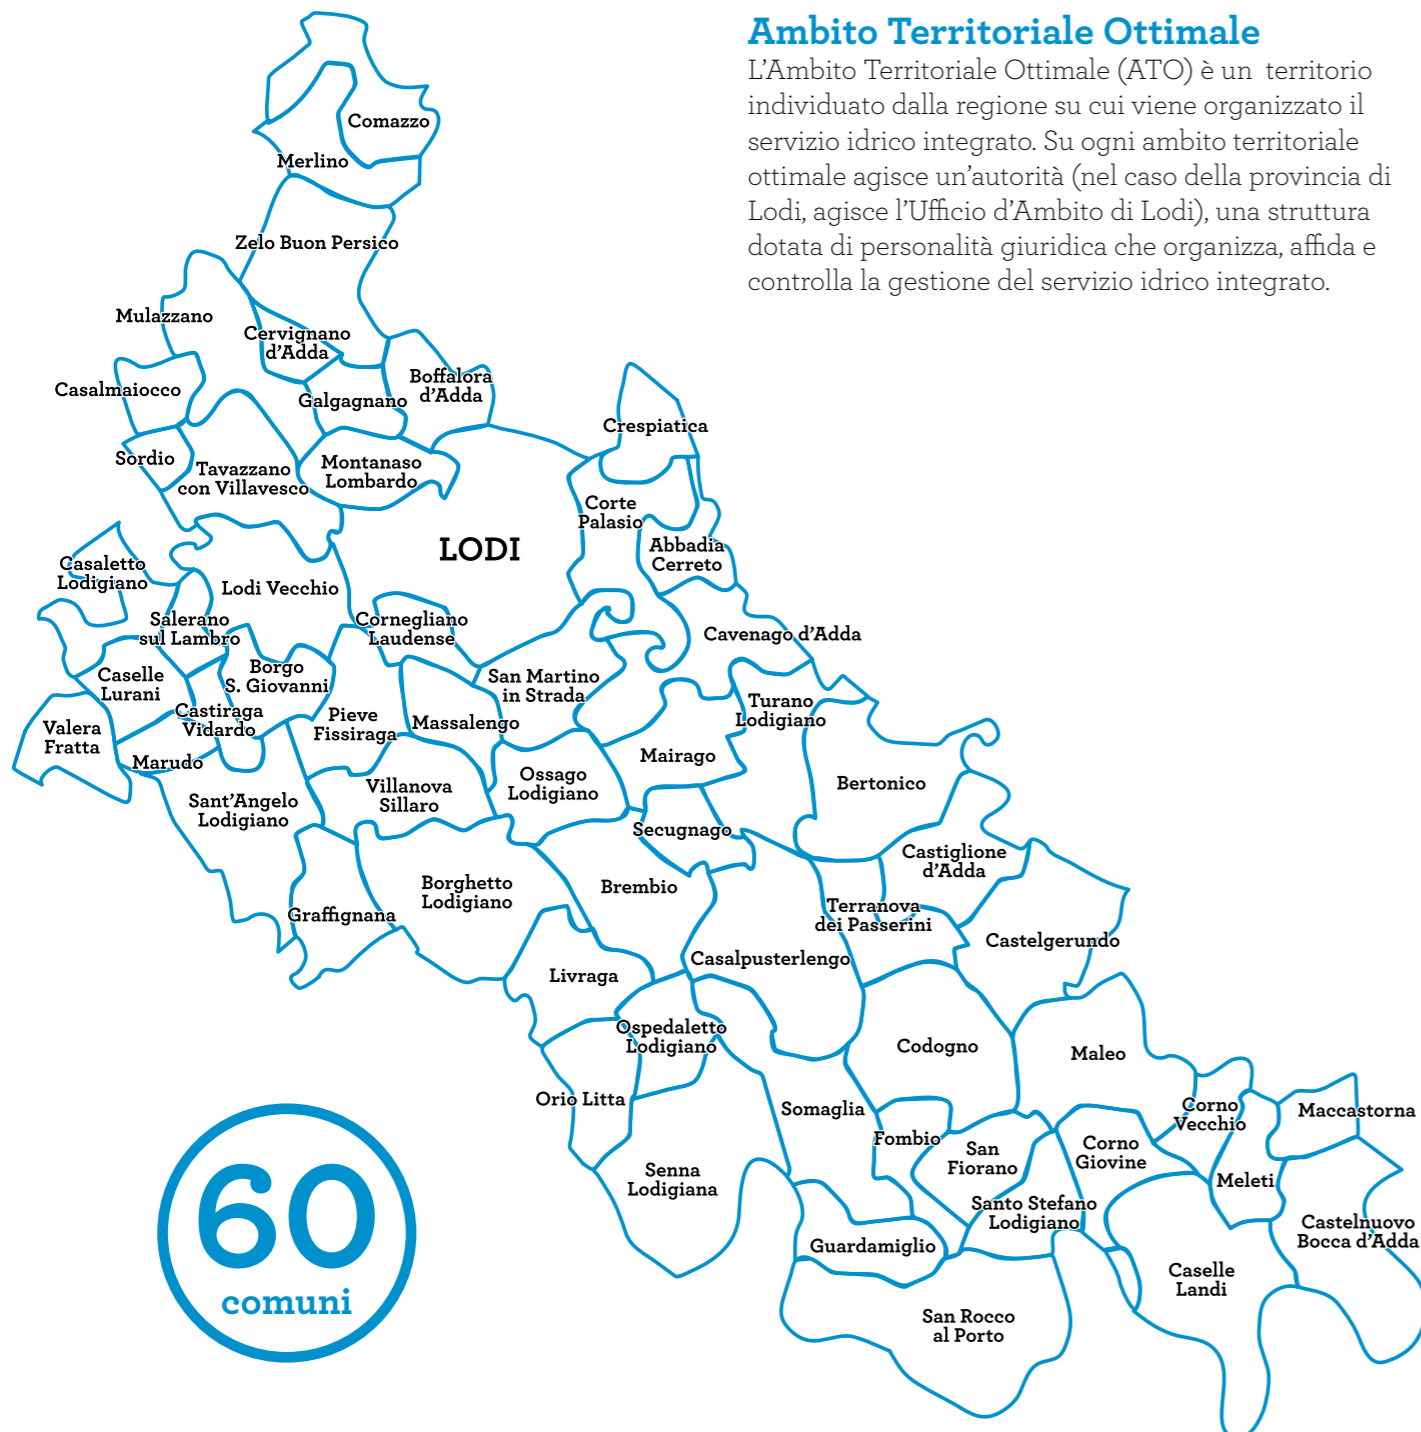 Ambito Territoriale Ottimale
L'Ambito Territoriale Ottimale (ATO) è un territorio
individuato dalla regione su cui viene organizzato il
servizio idrico integrato. Su ogni ambito territoriale
ottimale agisce un'autorità (nel caso della provincia di
Lodi, agisce l'Ufficio d'Ambito di Lodi), una struttura
dotata di personalità giuridica che organizza, affida e
controlla la gestione del servizio idrico integrato.
Comazzo
Merlino
Zelo Buon Persico
Mulazzano
Cervignano
d'Adda
Casalmaiocco
Galgagnano
Boffalora
d'Adda
Crespiatica
Sordio
Tavazzano
con Villavesco
Montanaso
Lombardo
Corte
Palasio
LODI
Abbadia
Cerreto
Casaletto
Lodigiano
Lodi Vecchio
Salerano
sul Lambro
Cornegliano
Laudense
Cavenago d'Adda
Caselle
Lurani
Borgo
S. Giovanni
San Martino
in Strada
Castiraga
Vidardo
Pieve
Fissiraga
Massalengo
Turano
Lodigiano
Valera
Fratta
Marudo
Mairago
Bertonico
Sant'Angelo
Lodigiano
Villanova
Sillaro
Ossago
Lodigiano
Secugnago
Castiglione
d'Adda
Borghetto
Lodigiano
Brembio
Graffignana
Terranova
dei Passerini
Castelgerundo
Livraga
Casalpusterlengo
Ospedaletto
Lodigiano
Codogno
Maleo
Orio Litta
Somaglia
Corno
Vecchio
Maccastorna
Fombio
San
Fiorano
Corno
Giovine
Senna
Lodigiana
Meleti
Santo Stefano
Lodigiano
Castelnuovo
Bocca d'Adda
Guardamiglio
Caselle
Landi
San Rocco
al Porto
60
comuni